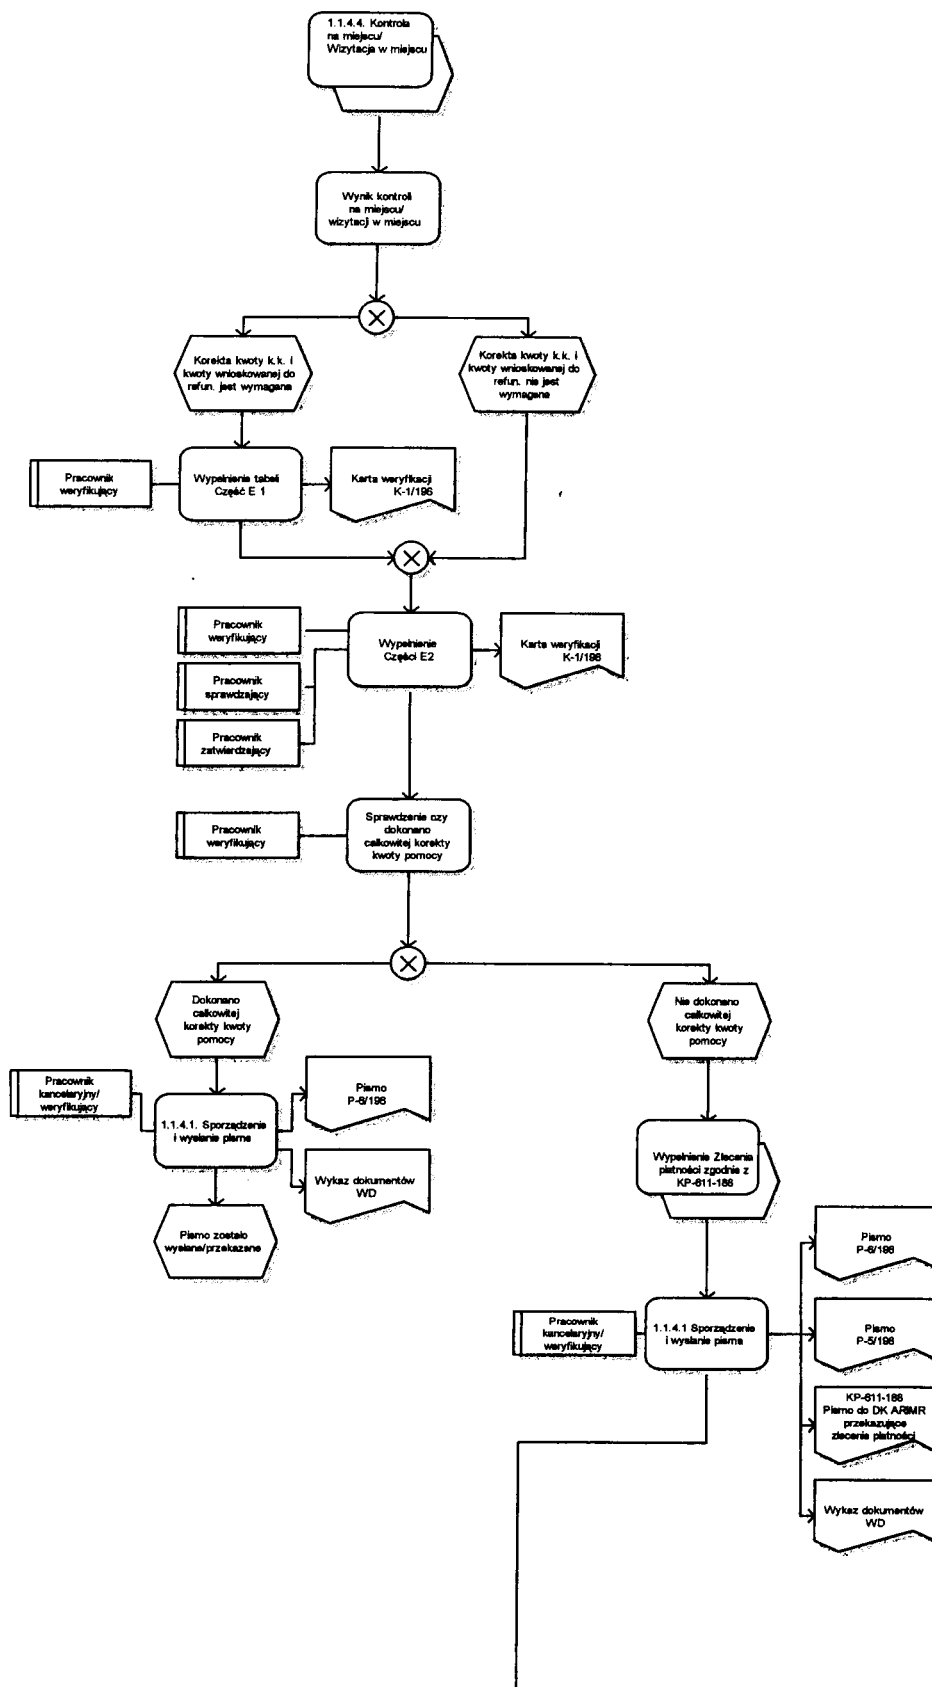 1.1.4.4. Kontrola
na miejscu/
Wizytacja w miejscu
Wynik kontroli
na miejscu/
wizytacji w miejscu
Korekta kwoty k.k. i
kwoty wnioskowanej do
refun. jest wymagana
Korekta kwoty k.k. i
kwoty wnioskowanej do
refun. nie jest
wymagana
Pracownik
weryfikujący
Wypełnienie tabeli
Część E 1
Karta weryfikacji
K-1/196
Pracownik
weryfikujący
Wypełnienie
Części E2
Karta weryfikacji
K-1/196
Pracownik
sprawdzający
Pracownik
zatwierdzający
Pracownik
weryfikujący
Sprawdzenie czy
dokonano
całkowitej korekty
kwoty pomocy
Dokonano
całkowitej
korekty kwoty
pomocy
Nie dokonano
całkowitej
korekty kwoty
pomocy
Pracownik
kancelaryjny/
weryfikujący
1.1.4.1. Sporządzenie
i wysłanie pisma
Pismo
P-6/196
Wykaz dokumentów
WD
Pismo zostało
wysłane/przekazane
Wypełnienie Zlecenia
płatności zgodnie z
KP-611-186
Pracownik
kancelaryjny/
weryfikujący
1.1.4.1 Sporządzenie
i wysłanie pisma
Pismo
P-6/196
Pismo
P-5/196
KP-611-186
Pismo do DK ARiMR
przekazujące
zlecenia płatności
Wykaz dokumentów
WD